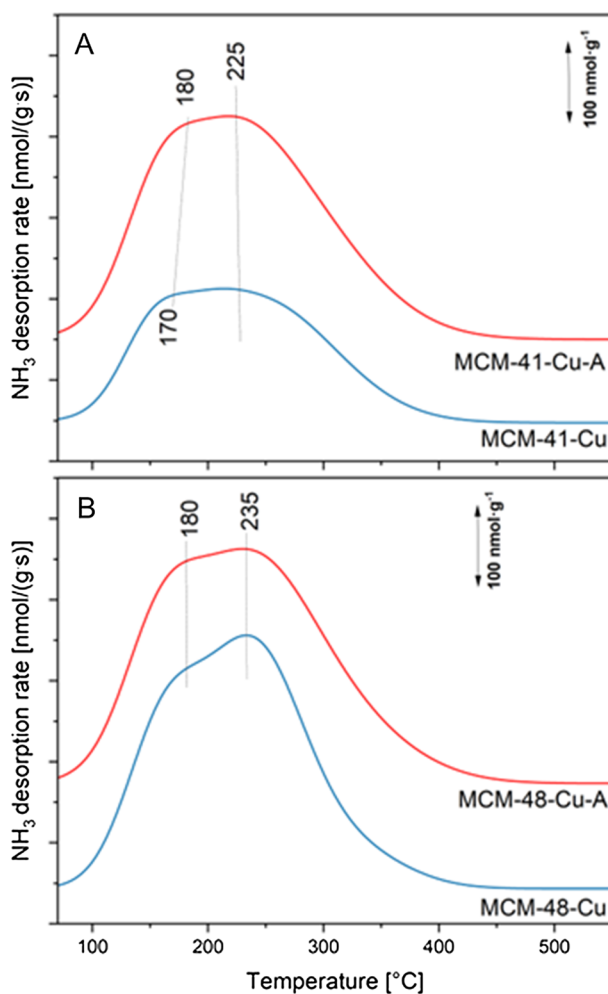 A
NH₃ desorption rate [nmol/(g·s)]
180
225
100 nmol·g⁻¹
170
MCM-41-Cu-A
MCM-41-Cu
B
NH₃ desorption rate [nmol/(g·s)]
180
235
100 nmol·g⁻¹
MCM-48-Cu-A
MCM-48-Cu
100 200 300 400 500
Temperature [°C]